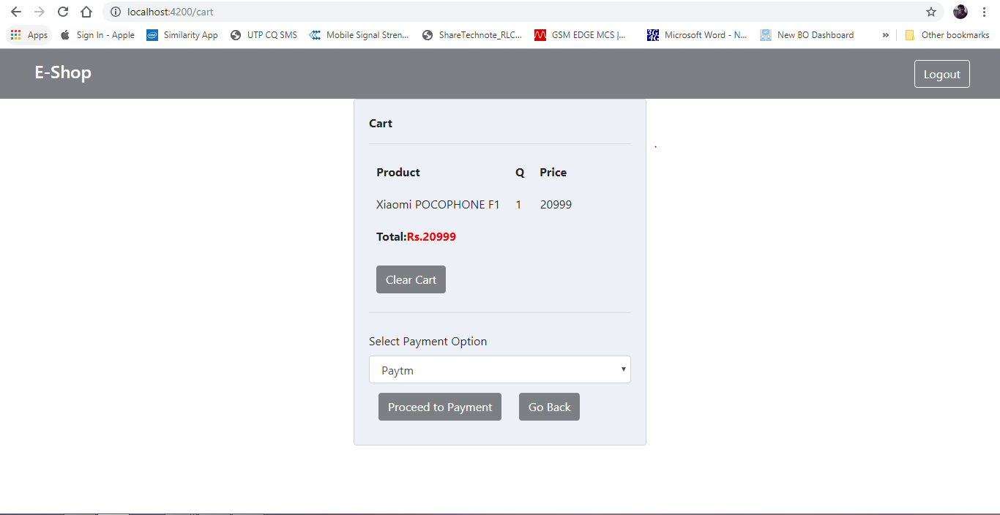 localhost:4200/cart
Apps Sign In - Apple Similarity App UTP CQ SMS Mobile Signal Stren... ShareTechnote_RLC... GSM EDGE MCS |... Microsoft Word - N... New BO Dashboard » Other bookmarks
E-Shop Logout
Cart
Product Q Price
Xiaomi POCOPHONE F1 1 20999
Total:Rs.20999
Clear Cart
Select Payment Option
Paytm
Proceed to Payment Go Back